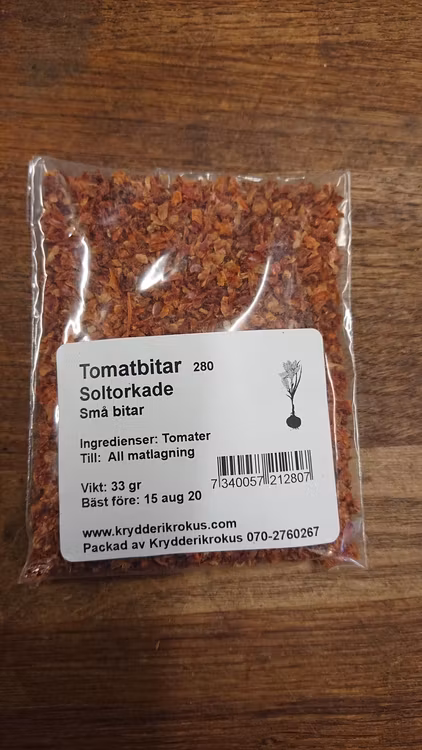 Tomatbitar 280
Soltorkade
Små bitar
Ingredienser: Tomater
Till: All matlagning
Vikt: 33 gr
Bäst före: 15 aug 20
7 340057 212807
www.krydderikrokus.com
Packad av Krydderikrokus 070-2760267